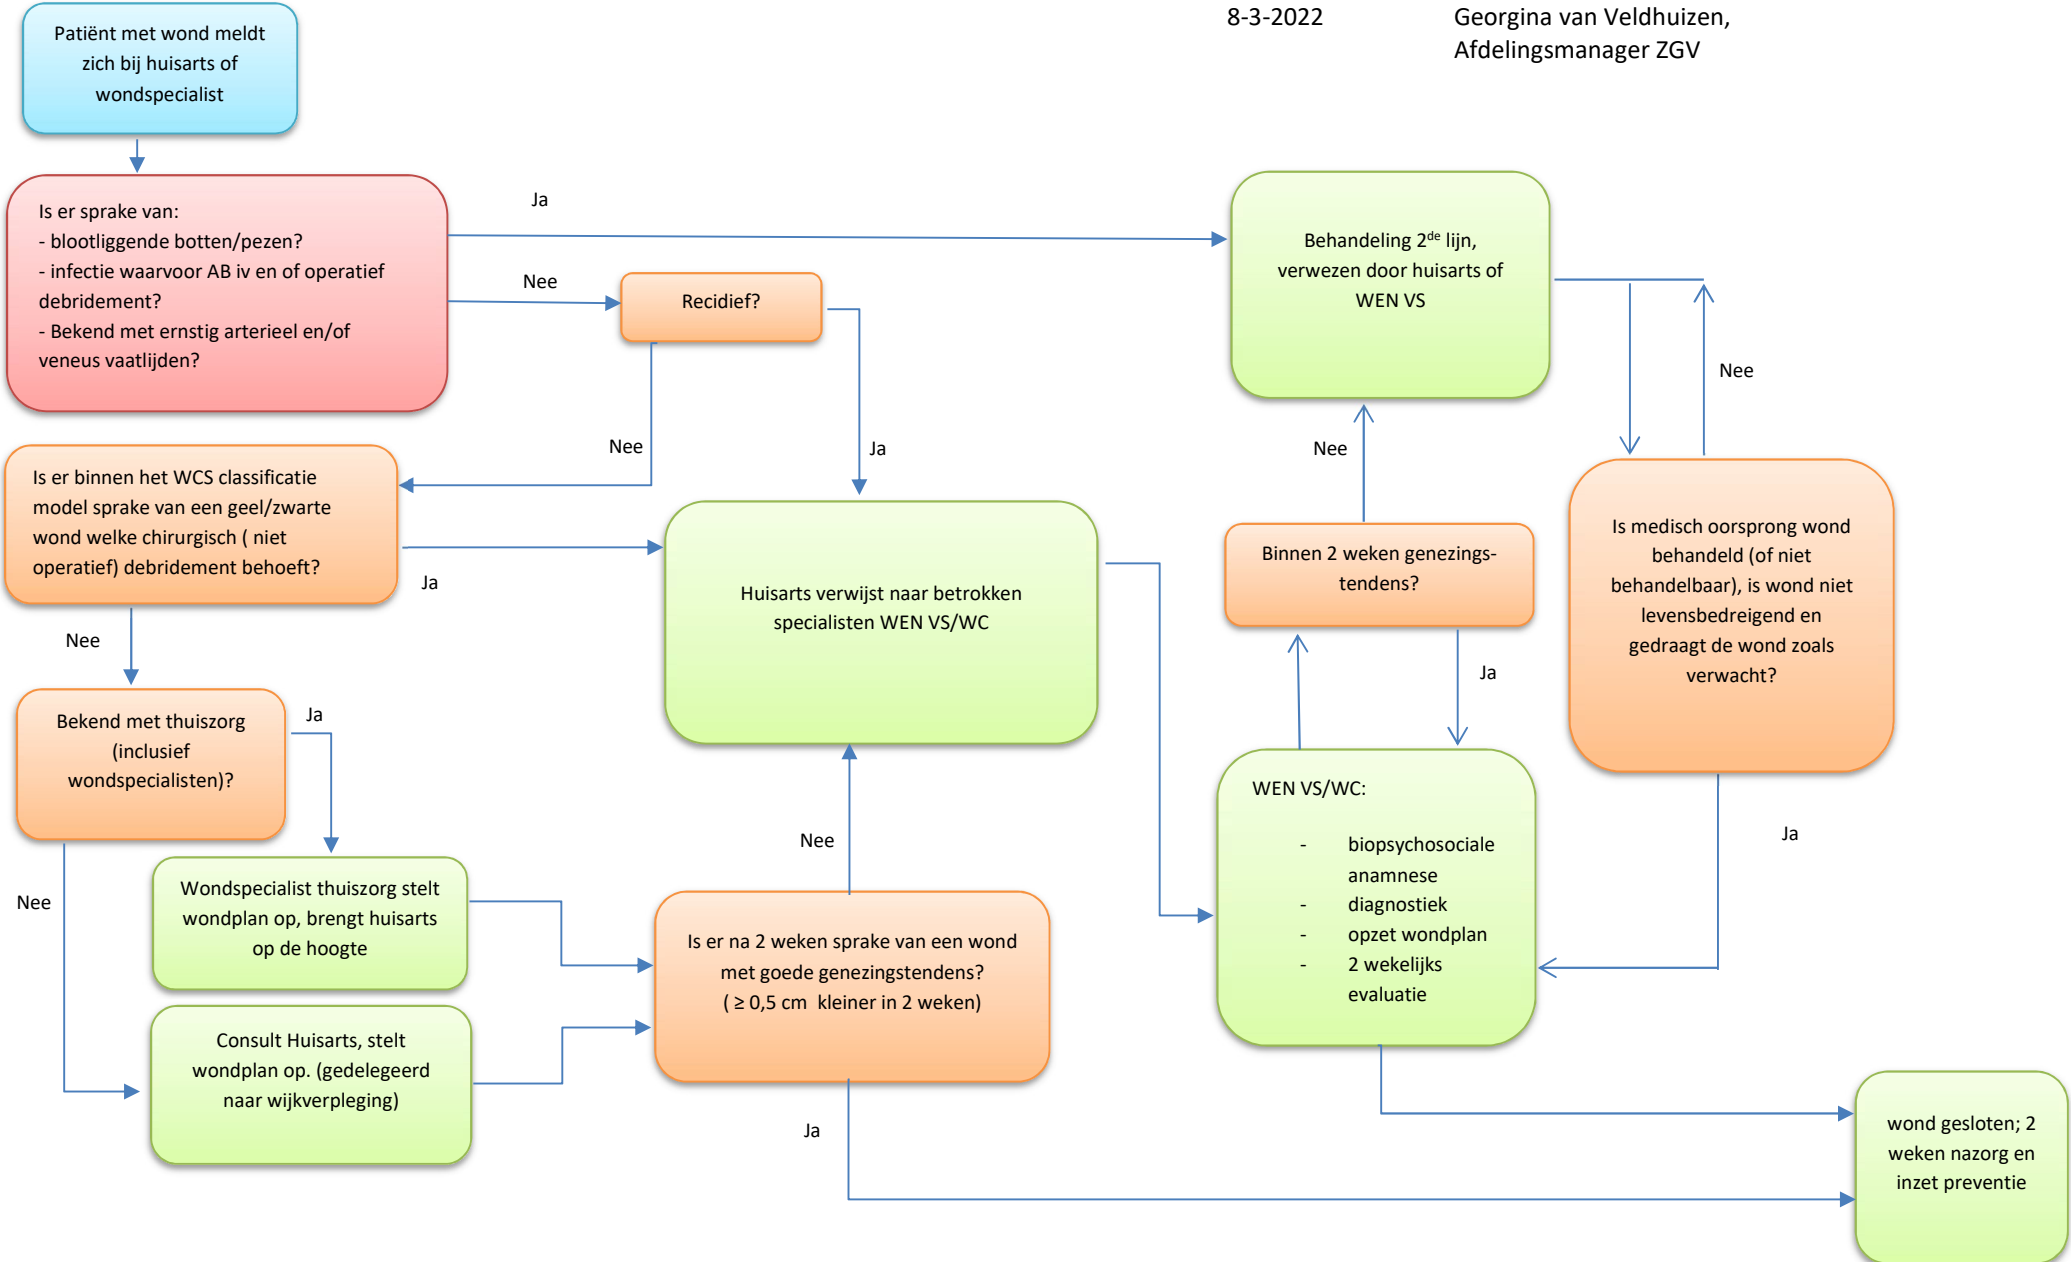 8-3-2022 Georgina van Veldhuizen,
Afdelingsmanager ZGV
Patiënt met wond meldt
zich bij huisarts of
wondspecialist
Is er sprake van:
- blootliggende botten/pezen?
- infectie waarvoor AB iv en of operatief
debridement?
- Bekend met ernstig arterieel en/of
veneus vaatlijden?
Ja
Nee
Recidief?
Behandeling 2de lijn,
verwezen door huisarts of
WEN VS
Nee
Nee
Ja
Nee
Is er binnen het WCS classificatie
model sprake van een geel/zwarte
wond welke chirurgisch ( niet
operatief) debridement behoeft?
Ja
Nee
Huisarts verwijst naar betrokken
specialisten WEN VS/WC
Binnen 2 weken genezings-
tendens?
Ja
Is medisch oorsprong wond
behandeld (of niet
behandelbaar), is wond niet
levensbedreigend en
gedraagt de wond zoals
verwacht?
Ja
Bekend met thuiszorg
(inclusief
wondspecialisten)?
Ja
Nee
Wondspecialist thuiszorg stelt
wondplan op, brengt huisarts
op de hoogte
Consult Huisarts, stelt
wondplan op. (gedelegeerd
naar wijkverpleging)
Nee
Is er na 2 weken sprake van een wond
met goede genezingstendens?
( ≥ 0,5 cm kleiner in 2 weken)
Ja
WEN VS/WC:
- biopsychosociale
anamnese
- diagnostiek
- opzet wondplan
- 2 wekelijks
evaluatie
wond gesloten; 2
weken nazorg en
inzet preventie